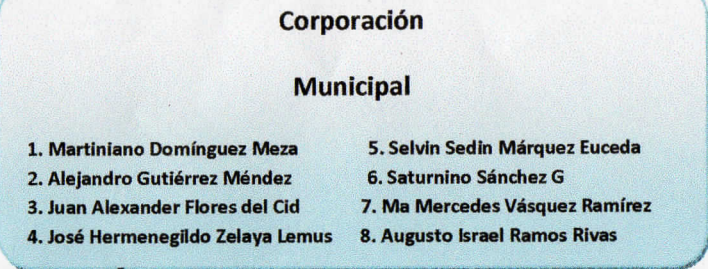 Corporación
Municipal
1. Martiniano Domínguez Meza
2. Alejandro Gutiérrez Méndez
3. Juan Alexander Flores del Cid
4. José Hermenegildo Zelaya Lemus
5. Selvin Sedin Márquez Euceda
6. Saturnino Sánchez G
7. Ma Mercedes Vásquez Ramírez
8. Augusto Israel Ramos Rivas